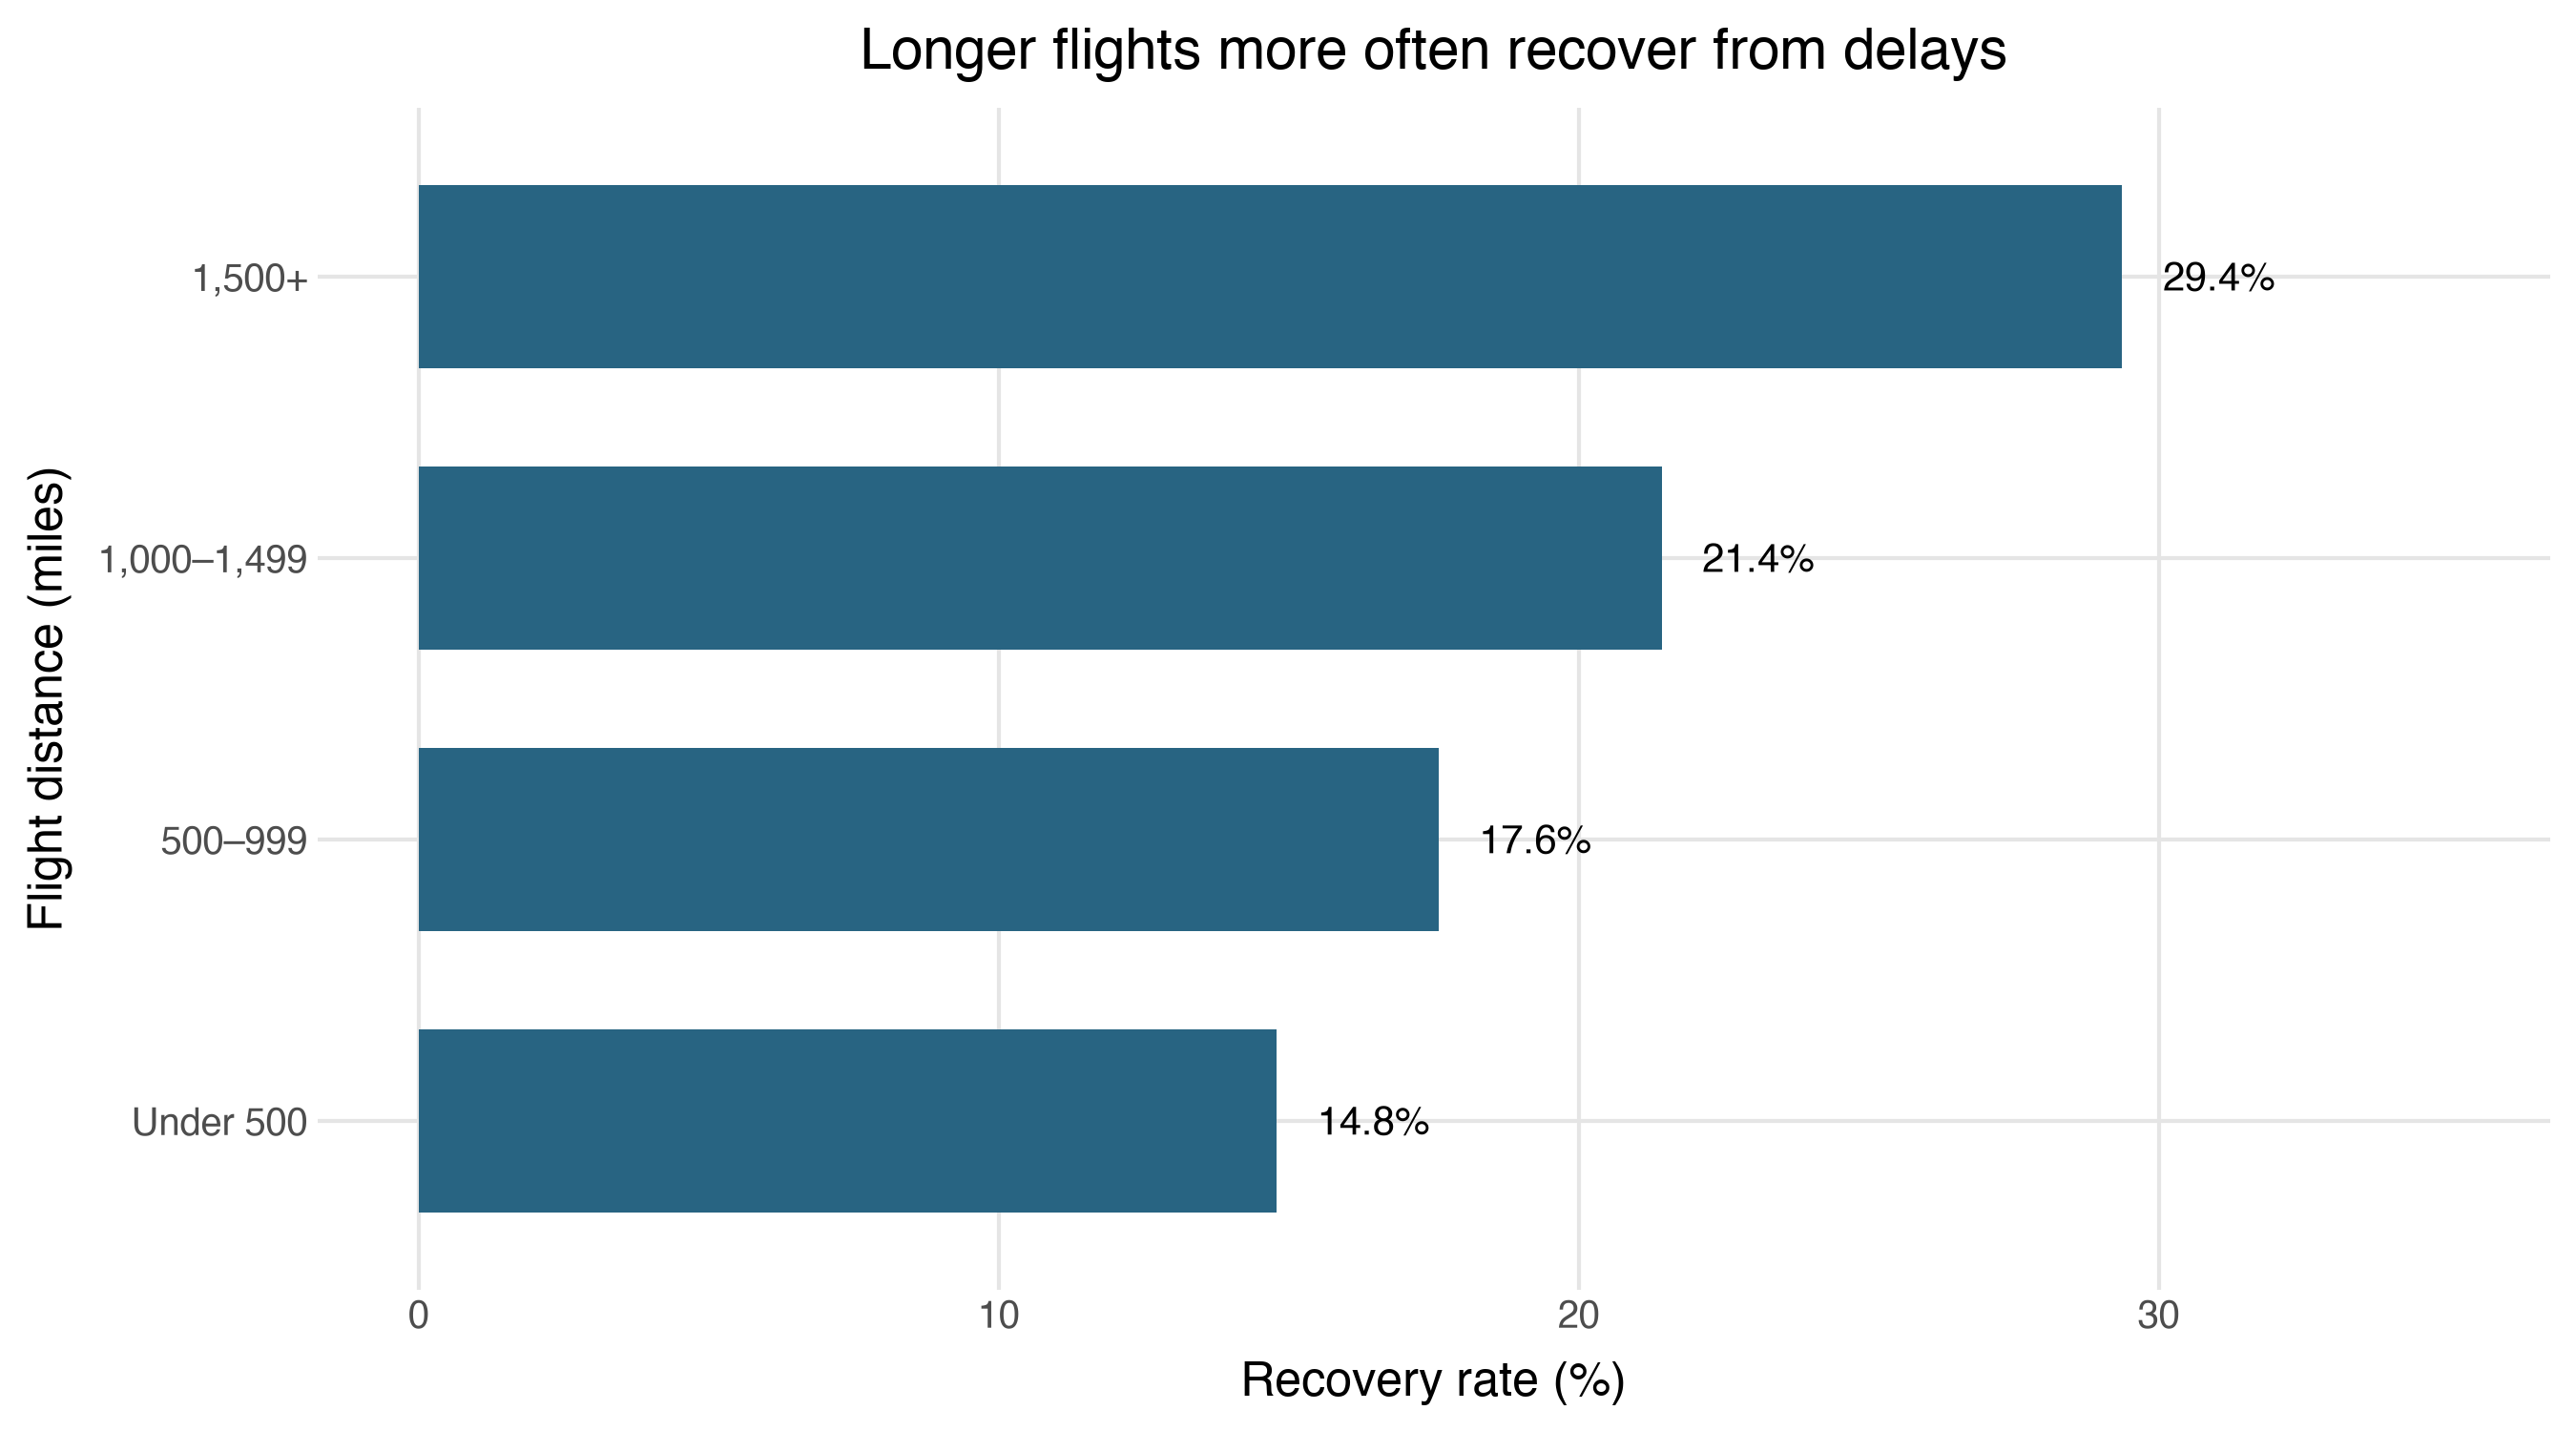 Longer flights more often recover from delays
Flight distance (miles)
1,500+
29.4%
1,000–1,499
21.4%
500–999
17.6%
Under 500
14.8%
0
10
20
30
Recovery rate (%)